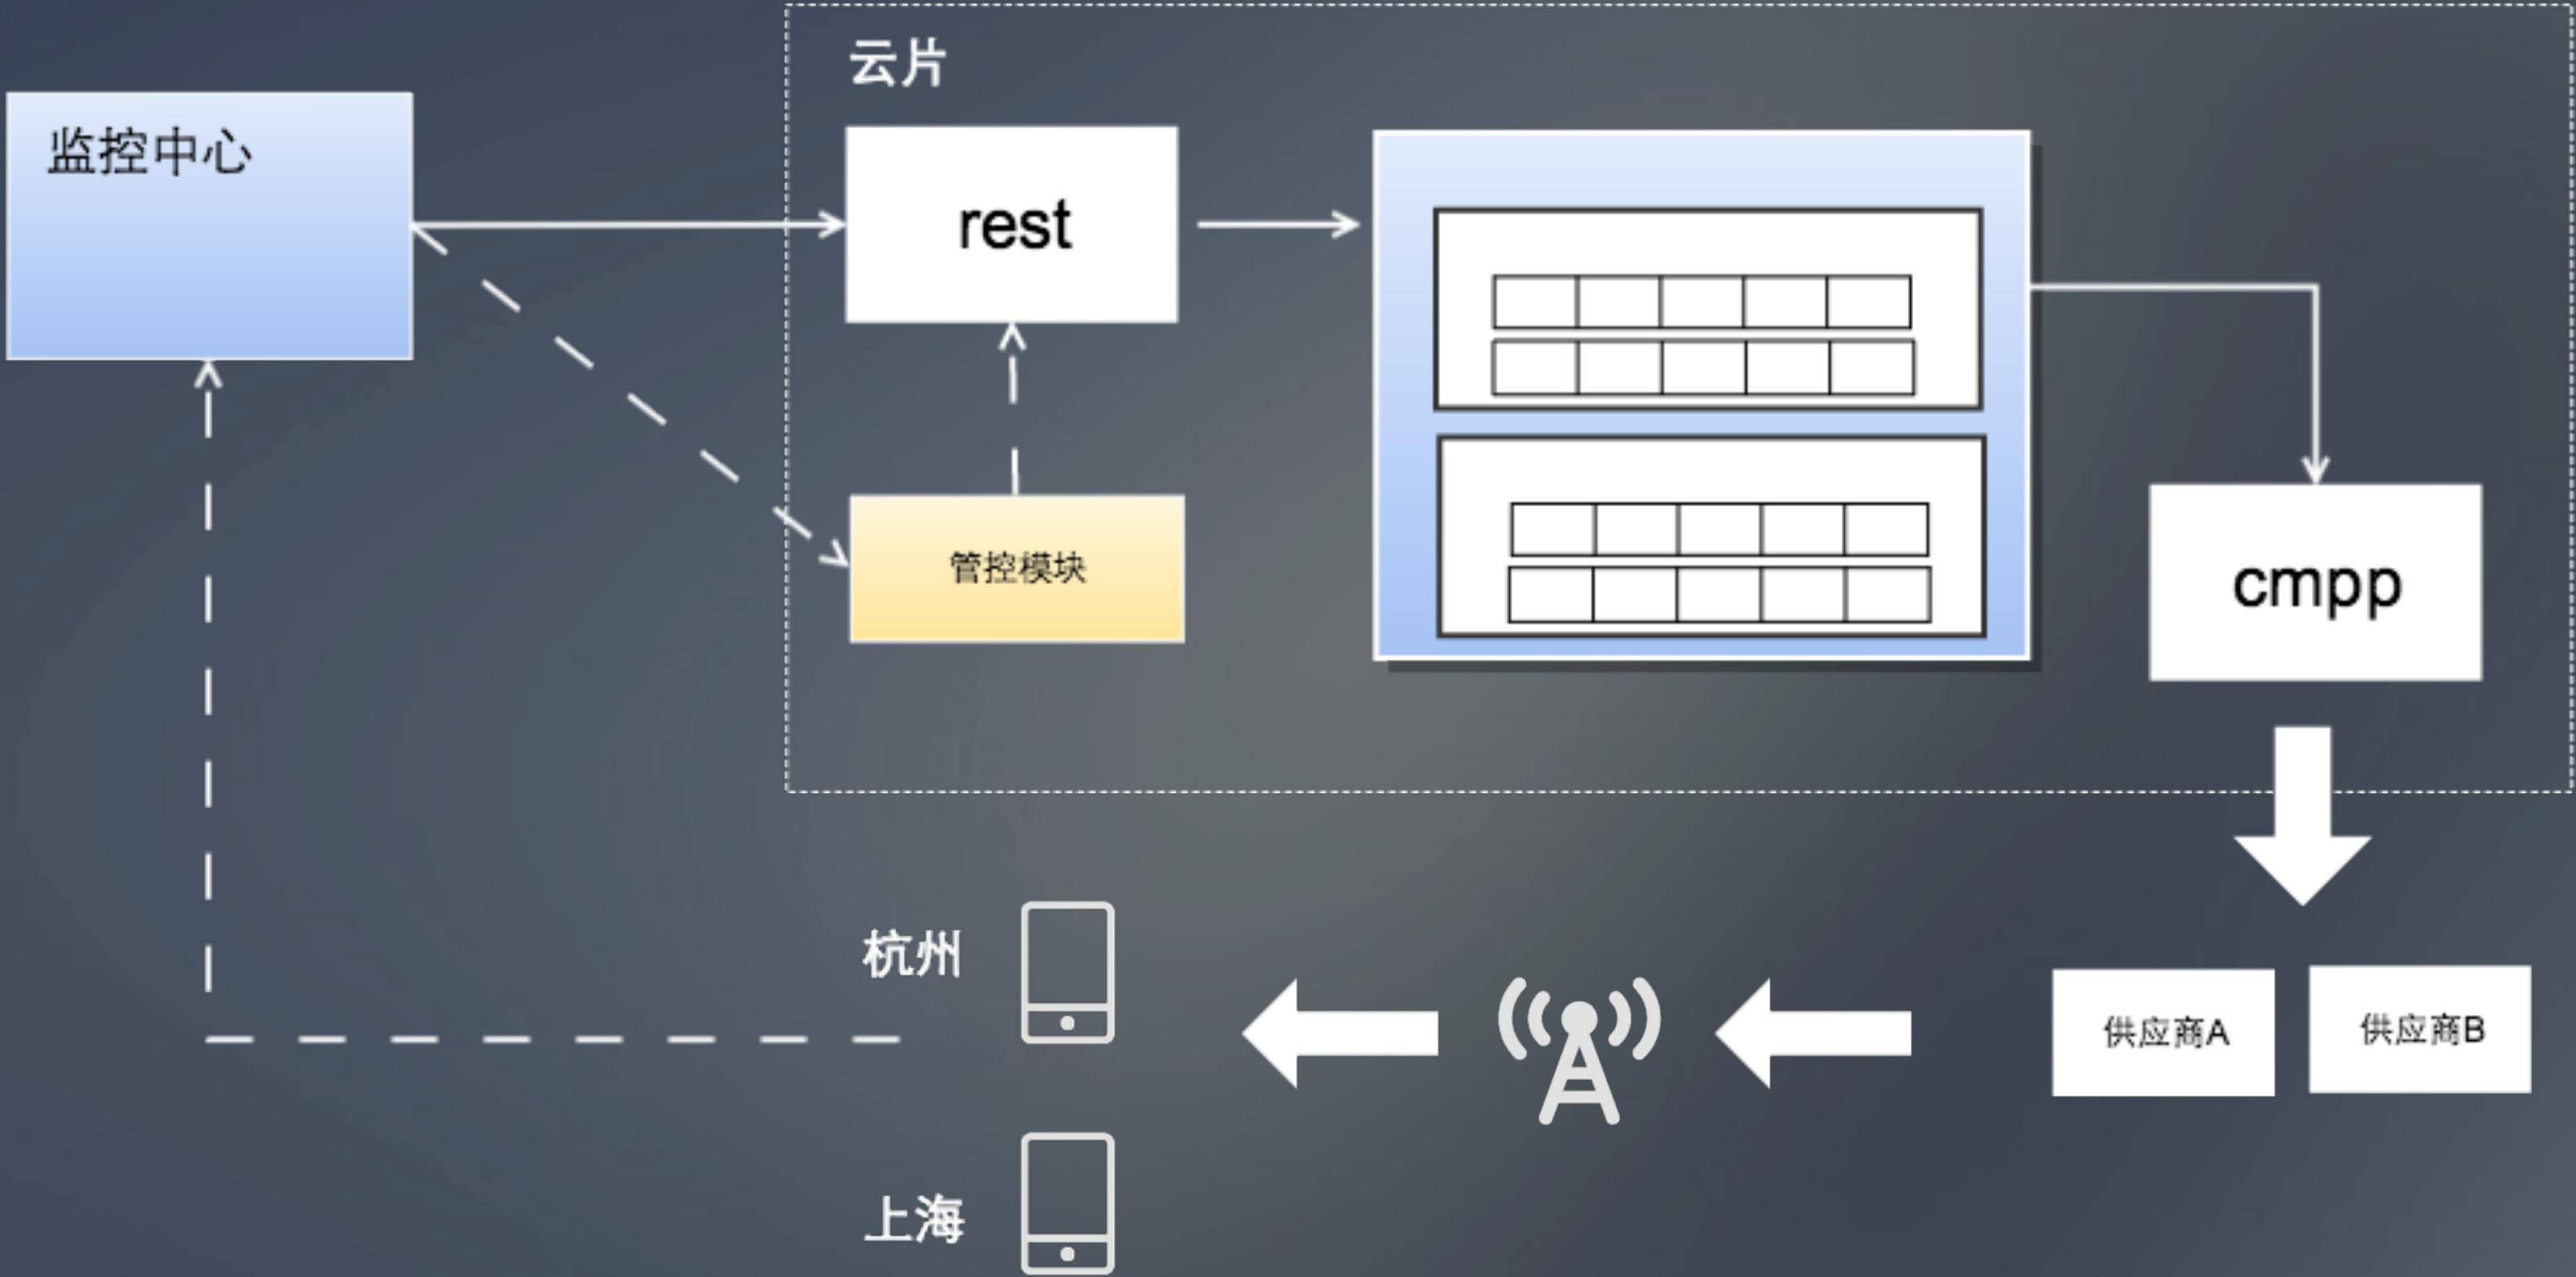 云片
监控中心
rest
管控模块
cmpp
杭州
供应商A
供应商B
上海